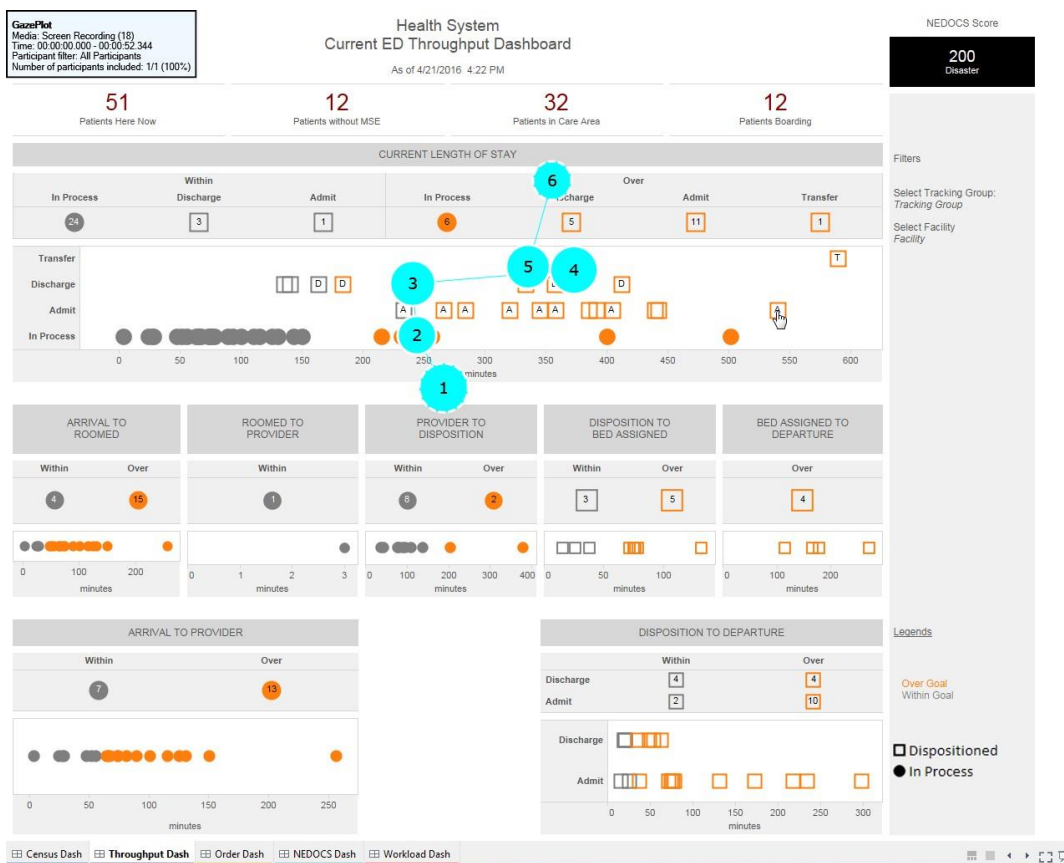 GazePlot
Media: Screen Recording (18)
Time: 00:00:00.000 - 00:00:52.344
Participant filter: All Participants
Number of participants included: 1/1 (100%)
Health System
Current ED Throughput Dashboard
As of 4/21/2016 4:22 PM
NEDOCS Score
200
Disaster
51
Patients Here Now
12
Patients without MSE
32
Patients in Care Area
12
Patients Boarding
CURRENT LENGTH OF STAY
Within
Over
In Process Discharge Admit In Process Admit Transfer
24 3 1 6 5 11 1
Filters
Select Tracking Group:
Tracking Group
Select Facility
Facility
6
5 4
3
2
1
Transfer T
Discharge D D D
Admit A A A A A A A A
In Process
0 50 100 150 200 250 300 350 400 450 500 550 600
minutes
ARRIVAL TO
ROOMED
Within Over
4 15
0 100 200
minutes
ROOMED TO
PROVIDER
Within
1
0 1 2 3
minutes
PROVIDER TO
DISPOSITION
Within Over
8 2
0 100 200 300 400
minutes
DISPOSITION TO
BED ASSIGNED
Within Over
3 5
0 50 100
minutes
BED ASSIGNED TO
DEPARTURE
Over
4
0 100 200
minutes
ARRIVAL TO PROVIDER
Within Over
7 13
0 50 100 150 200 250
minutes
DISPOSITION TO DEPARTURE
Within Over
Discharge 4 4
Admit 2 10
Discharge
Admit
0 50 100 150 200 250 300
minutes
Legends
Over Goal
Within Goal
Dispositioned
In Process
Census Dash Throughput Dash Order Dash NEDOCS Dash Workload Dash